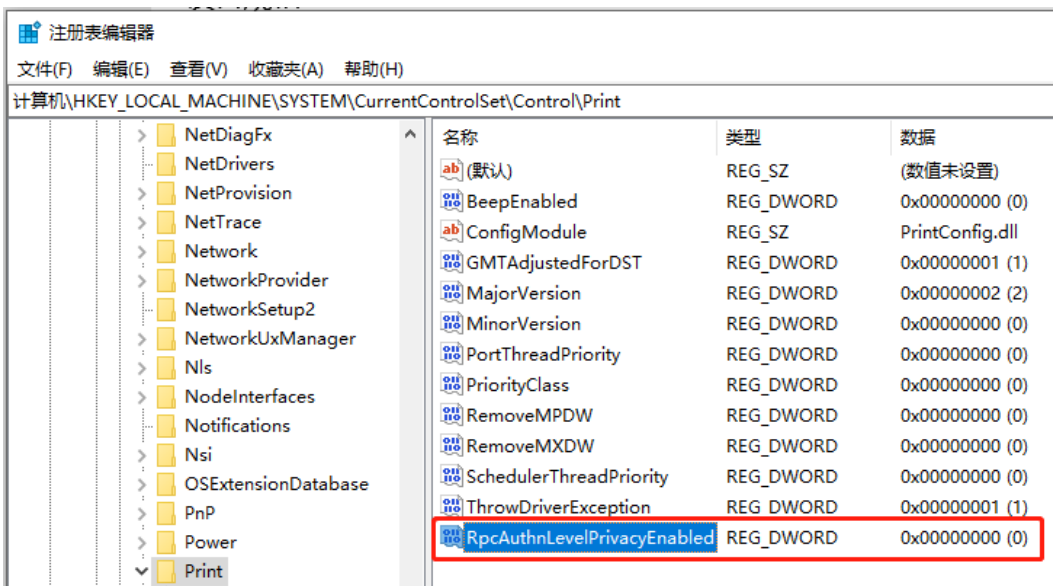 注册表编辑器
文件(F) 编辑(E) 查看(V) 收藏夹(A) 帮助(H)
计算机\HKEY_LOCAL_MACHINE\SYSTEM\CurrentControlSet\Control\Print
NetDiagFx
NetDrivers
NetProvision
NetTrace
Network
NetworkProvider
NetworkSetup2
NetworkUxManager
Nls
NodeInterfaces
Notifications
Nsi
OSExtensionDatabase
PnP
Power
Print
名称 类型 数据
(默认) REG_SZ (数值未设置)
BeepEnabled REG_DWORD 0x00000000 (0)
ConfigModule REG_SZ PrintConfig.dll
GMTAdjustedForDST REG_DWORD 0x00000001 (1)
MajorVersion REG_DWORD 0x00000002 (2)
MinorVersion REG_DWORD 0x00000000 (0)
PortThreadPriority REG_DWORD 0x00000000 (0)
PriorityClass REG_DWORD 0x00000000 (0)
RemoveMPDW REG_DWORD 0x00000000 (0)
RemoveMXDW REG_DWORD 0x00000000 (0)
SchedulerThreadPriority REG_DWORD 0x00000000 (0)
ThrowDriverException REG_DWORD 0x00000001 (1)
RpcAuthnLevelPrivacyEnabled REG_DWORD 0x00000000 (0)